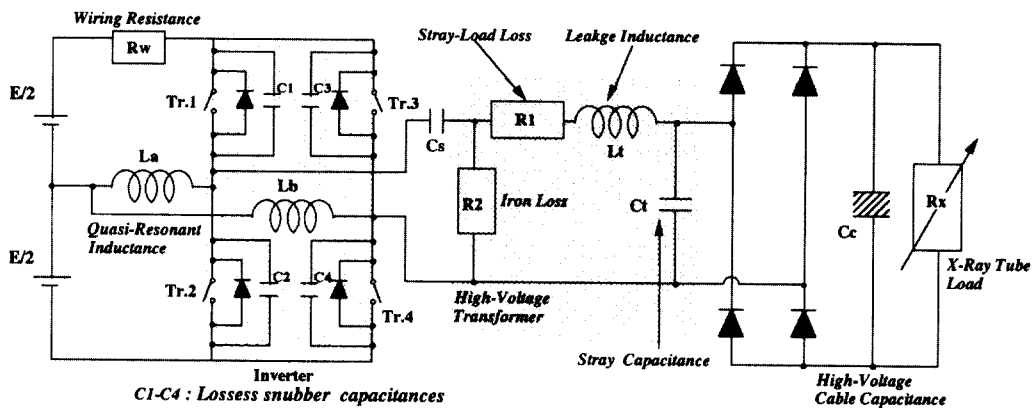 Wiring Resistance
Rw
Stray-Load Loss
Leakge Inductance
E/2
Tr.1
C1
C3
Tr.3
Cs
R1
Lt
La
Lb
R2
Iron Loss
Ct
Cc
Rx
Quasi-Resonant
Inductance
E/2
Tr.2
C2
C4
Tr.4
High-Voltage
Transformer
X-Ray Tube
Load
Stray Capacitance
Inverter
High-Voltage
Cable Capacitance
C1-C4 : Lossess snubber capacitances